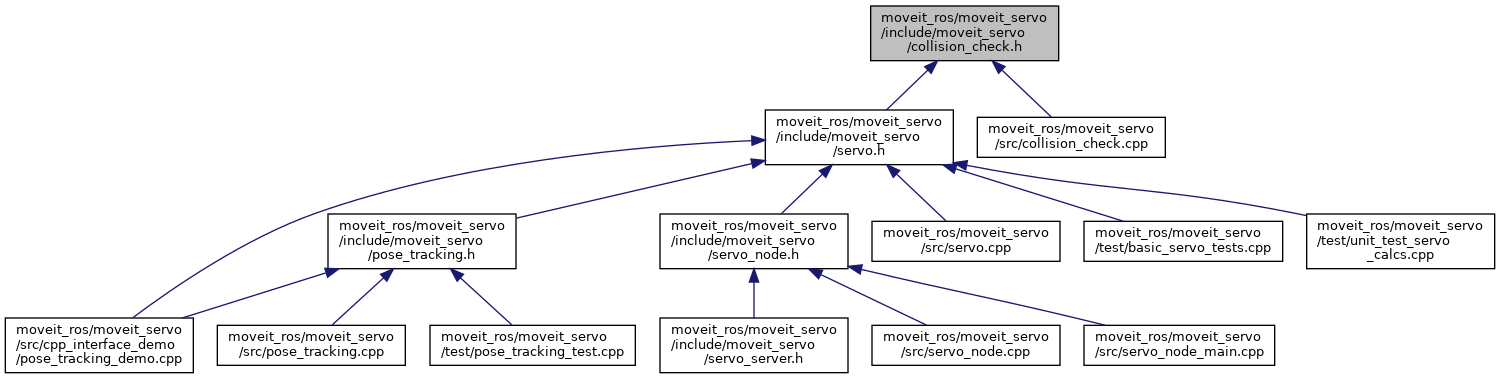 moveit_ros/moveit_servo
/include/moveit_servo
/collision_check.h
moveit_ros/moveit_servo
/include/moveit_servo
/servo.h
moveit_ros/moveit_servo
/src/collision_check.cpp
moveit_ros/moveit_servo
/include/moveit_servo
/pose_tracking.h
moveit_ros/moveit_servo
/include/moveit_servo
/servo_node.h
moveit_ros/moveit_servo
/src/servo.cpp
moveit_ros/moveit_servo
/test/basic_servo_tests.cpp
moveit_ros/moveit_servo
/test/unit_test_servo
_calcs.cpp
moveit_ros/moveit_servo
/src/cpp_interface_demo
/pose_tracking_demo.cpp
moveit_ros/moveit_servo
/src/pose_tracking.cpp
moveit_ros/moveit_servo
/test/pose_tracking_test.cpp
moveit_ros/moveit_servo
/include/moveit_servo
/servo_server.h
moveit_ros/moveit_servo
/src/servo_node.cpp
moveit_ros/moveit_servo
/src/servo_node_main.cpp